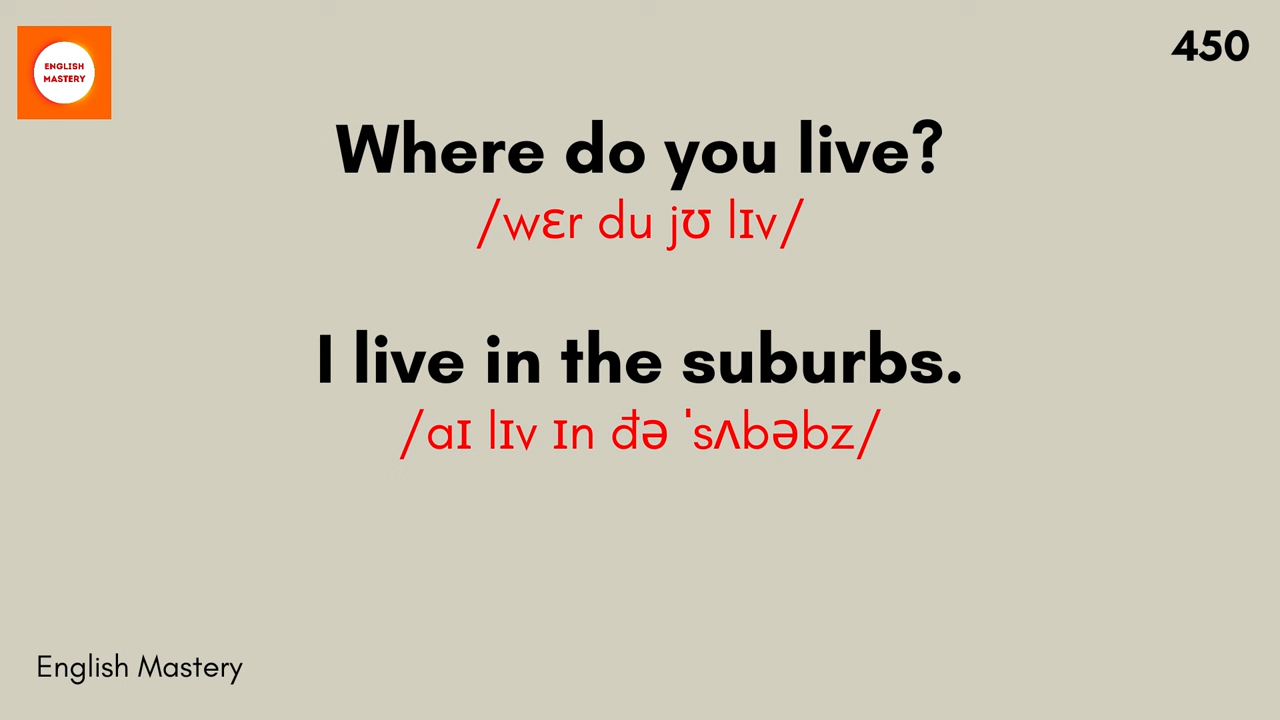 ENGLISH
MASTERY
450
Where do you live?
/wɛr du jʊ lɪv/
I live in the suburbs.
/aɪ lɪv ɪn đə ˈsʌbəbz/
English Mastery